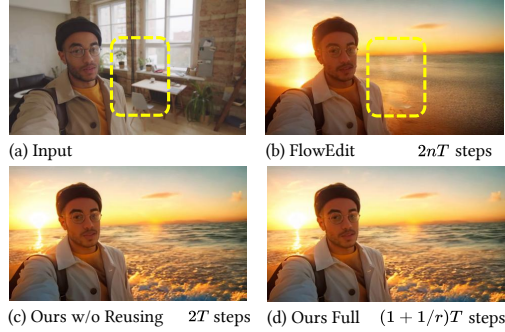 (a) Input
(b) FlowEdit 2nT steps
(c) Ours w/o Reusing 2T steps
(d) Ours Full (1 + 1/r)T steps